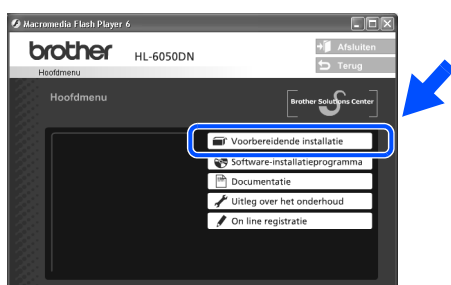 Macromedia Flash Player 6
brother
HL-6050DN
Afsluiten
Terug
Hoofdmenu
Hoofdmenu
Brother Solutions Center
Voorbereidende installatie
Software-installatieprogramma
Documentatie
Uitleg over het onderhoud
On line registratie